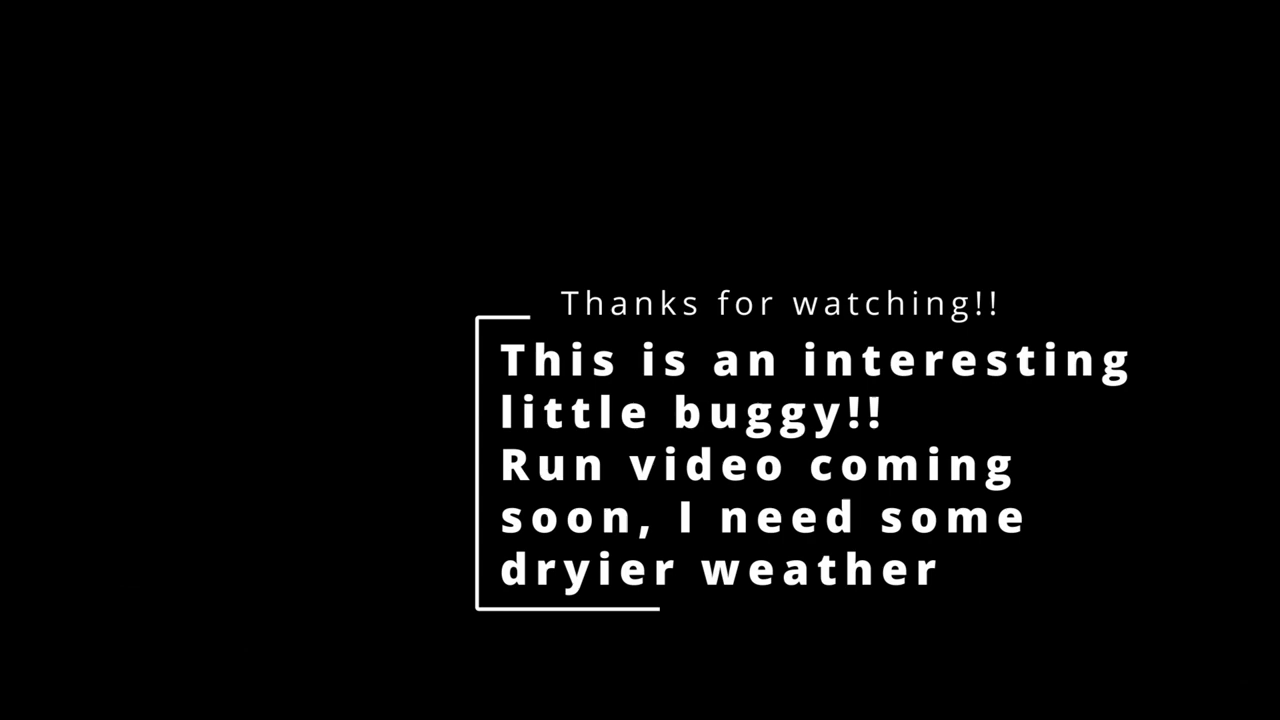 Thanks for watching!!
This is an interesting
little buggy!!
Run video coming
soon, I need some
dryier weather